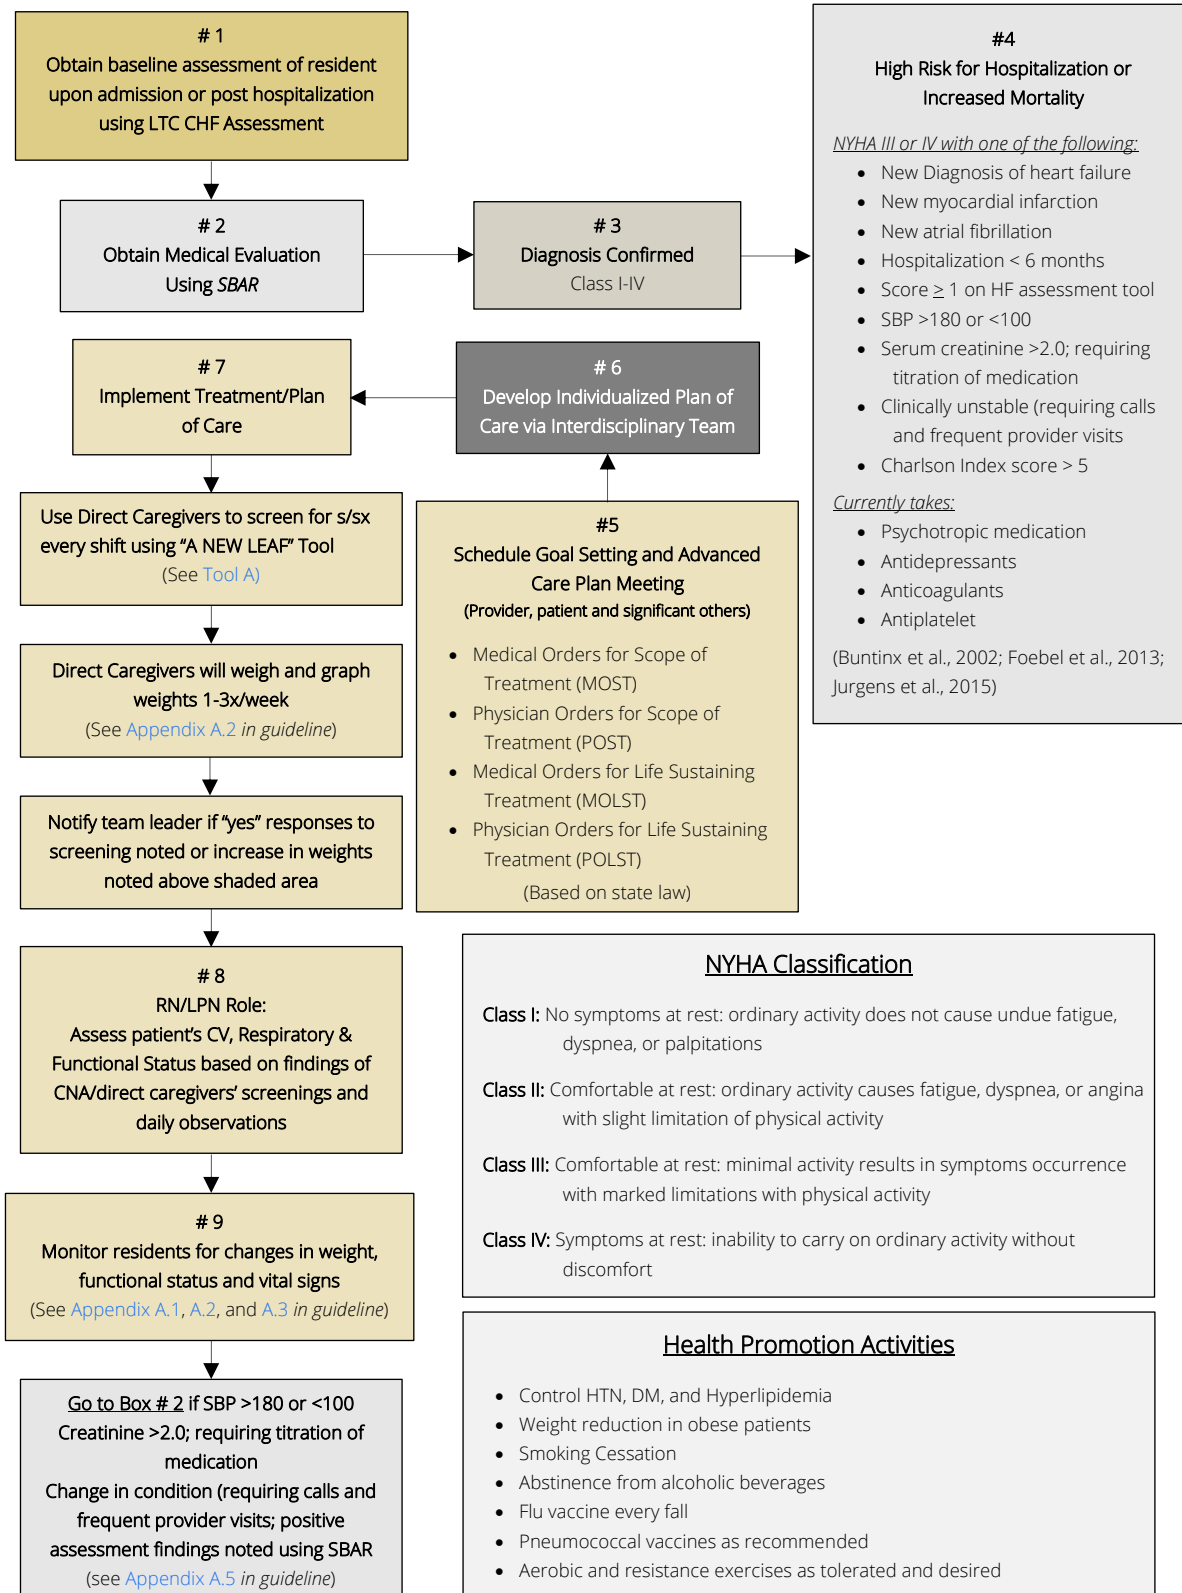 # 1
Obtain baseline assessment of resident
upon admission or post hospitalization
using LTC CHF Assessment
# 2
Obtain Medical Evaluation
Using SBAR
# 3
Diagnosis Confirmed
Class I-IV
#4
High Risk for Hospitalization or
Increased Mortality
NYHA III or IV with one of the following:
• New Diagnosis of heart failure
• New myocardial infarction
• New atrial fibrillation
• Hospitalization < 6 months
• Score ≥ 1 on HF assessment tool
• SBP >180 or <100
• Serum creatinine >2.0; requiring
titration of medication
• Clinically unstable (requiring calls
and frequent provider visits
• Charlson Index score > 5
Currently takes:
• Psychotropic medication
• Antidepressants
• Anticoagulants
• Antiplatelet
(Buntinx et al., 2002; Foebel et al., 2013;
Jurgens et al., 2015)
#5
Schedule Goal Setting and Advanced
Care Plan Meeting
(Provider, patient and significant others)
• Medical Orders for Scope of
Treatment (MOST)
• Physician Orders for Scope of
Treatment (POST)
• Medical Orders for Life Sustaining
Treatment (MOLST)
• Physician Orders for Life Sustaining
Treatment (POLST)
(Based on state law)
# 6
Develop Individualized Plan of
Care via Interdisciplinary Team
# 7
Implement Treatment/Plan
of Care
Use Direct Caregivers to screen for s/sx
every shift using “A NEW LEAF” Tool
(See Tool A)
Direct Caregivers will weigh and graph
weights 1-3x/week
(See Appendix A.2 in guideline)
Notify team leader if “yes” responses to
screening noted or increase in weights
noted above shaded area
# 8
RN/LPN Role:
Assess patient’s CV, Respiratory &
Functional Status based on findings of
CNA/direct caregivers’ screenings and
daily observations
# 9
Monitor residents for changes in weight,
functional status and vital signs
(See Appendix A.1, A.2, and A.3 in guideline)
Go to Box # 2 if SBP >180 or <100
Creatinine >2.0; requiring titration of
medication
Change in condition (requiring calls and
frequent provider visits; positive
assessment findings noted using SBAR
(see Appendix A.5 in guideline)
NYHA Classification
Class I: No symptoms at rest: ordinary activity does not cause undue fatigue,
dyspnea, or palpitations
Class II: Comfortable at rest: ordinary activity causes fatigue, dyspnea, or angina
with slight limitation of physical activity
Class III: Comfortable at rest: minimal activity results in symptoms occurrence
with marked limitations with physical activity
Class IV: Symptoms at rest: inability to carry on ordinary activity without
discomfort
Health Promotion Activities
• Control HTN, DM, and Hyperlipidemia
• Weight reduction in obese patients
• Smoking Cessation
• Abstinence from alcoholic beverages
• Flu vaccine every fall
• Pneumococcal vaccines as recommended
• Aerobic and resistance exercises as tolerated and desired